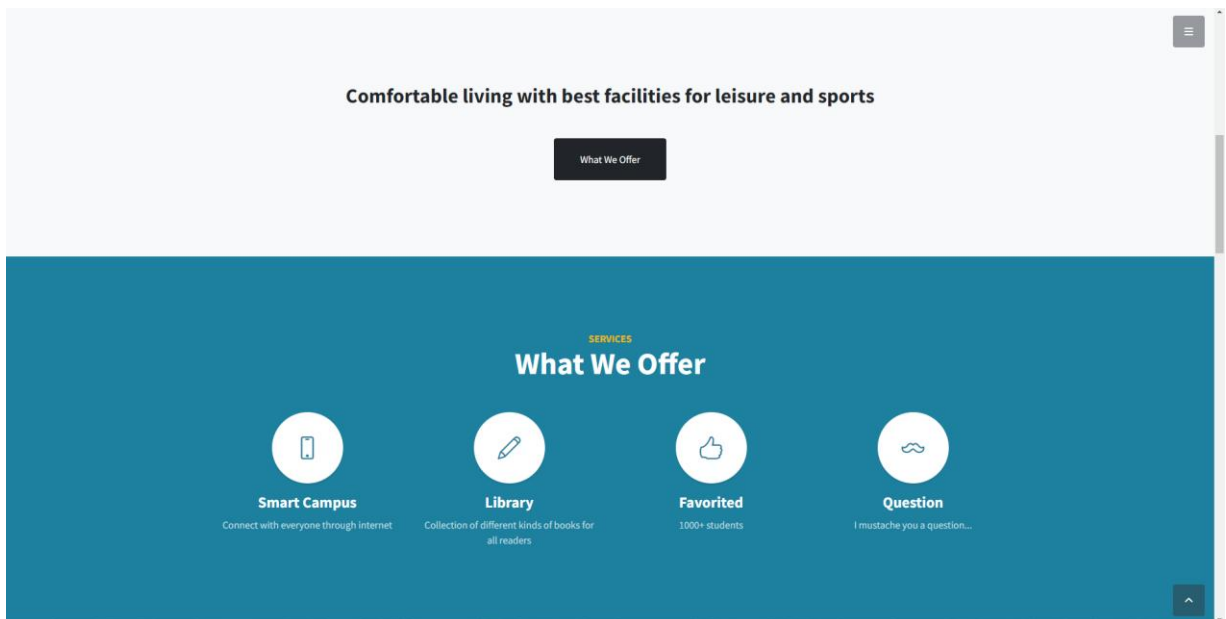 Comfortable living with best facilities for leisure and sports
What We Offer
SERVICES
What We Offer
Smart Campus
Connect with everyone through internet
Library
Collection of different kinds of books for
all readers
Favorited
1000+ students
Question
I mustache you a question...